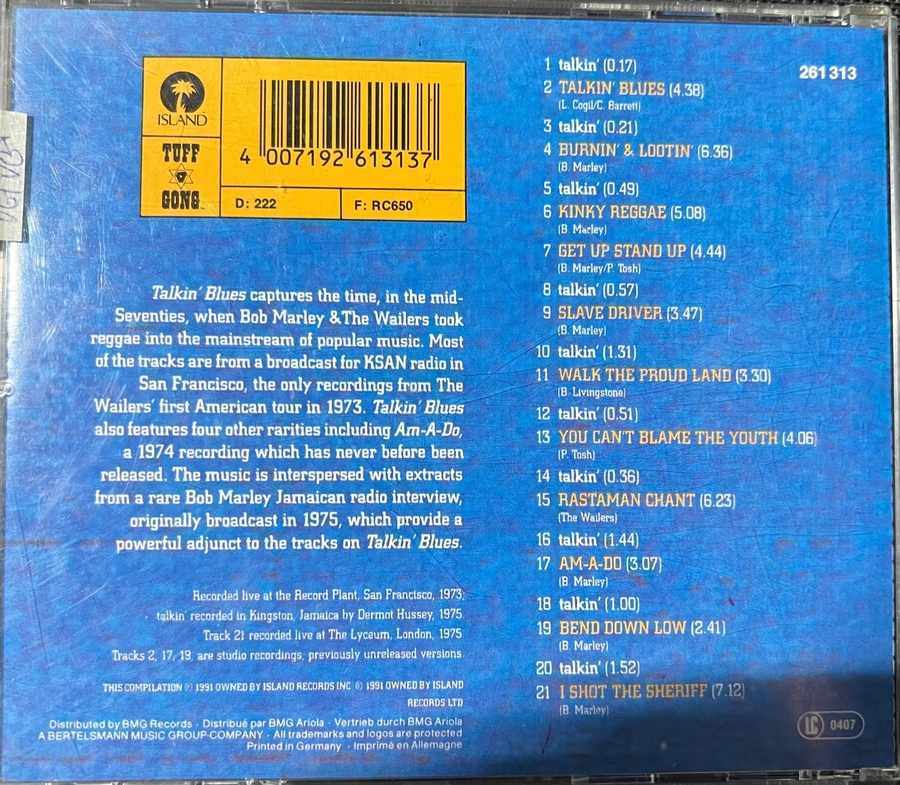 ISLAND
TUFF
GONG
4 007192 613137
D: 222
F: RC650
Talkin' Blues captures the time, in the mid-
Seventies, when Bob Marley &The Wailers took
reggae into the mainstream of popular music. Most
of the tracks are from a broadcast for KSAN radio in
San Francisco, the only recordings from The
Wailers' first American tour in 1973. Talkin' Blues
also features four other rarities including Am-A-Do,
a 1974 recording which has never before been
released. The music is interspersed with extracts
from a rare Bob Marley Jamaican radio interview,
originally broadcast in 1975, which provide a
powerful adjunct to the tracks on Talkin' Blues.
Recorded live at the Record Plant, San Francisco, 1973;
talkin' recorded in Kingston, Jamaica by Dermot Hussey, 1975.
Track 21 recorded live at The Lyceum, London, 1975.
Tracks 2, 17, 19, are studio recordings, previously unreleased versions.
THIS COMPILATION ℗ 1991 OWNED BY ISLAND RECORDS INC © 1991 OWNED BY ISLAND
RECORDS LTD
Distributed by BMG Records · Distribué par BMG Ariola · Vertrieb durch BMG Ariola
A BERTELSMANN MUSIC GROUP-COMPANY · All trademarks and logos are protected
Printed in Germany · Imprimé en Allemagne
261 313
1 talkin' (0.17)
2 TALKIN' BLUES (4.38)
(L. Cogil/C. Barrett)
3 talkin' (0.21)
4 BURNIN' & LOOTIN' (6.36)
(B. Marley)
5 talkin' (0.49)
6 KINKY REGGAE (5.08)
(B. Marley)
7 GET UP STAND UP (4.44)
(B. Marley/P. Tosh)
8 talkin' (0.57)
9 SLAVE DRIVER (3.47)
(B. Marley)
10 talkin' (1.31)
11 WALK THE PROUD LAND (3.30)
(B. Livingstone)
12 talkin' (0.51)
13 YOU CAN'T BLAME THE YOUTH (4.06)
(P. Tosh)
14 talkin' (0.36)
15 RASTAMAN CHANT (6.23)
(The Wailers)
16 talkin' (1.44)
17 AM-A-DO (3.07)
(B. Marley)
18 talkin' (1.00)
19 BEND DOWN LOW (2.41)
(B. Marley)
20 talkin' (1.52)
21 I SHOT THE SHERIFF (7.12)
(B. Marley)
LC 0407